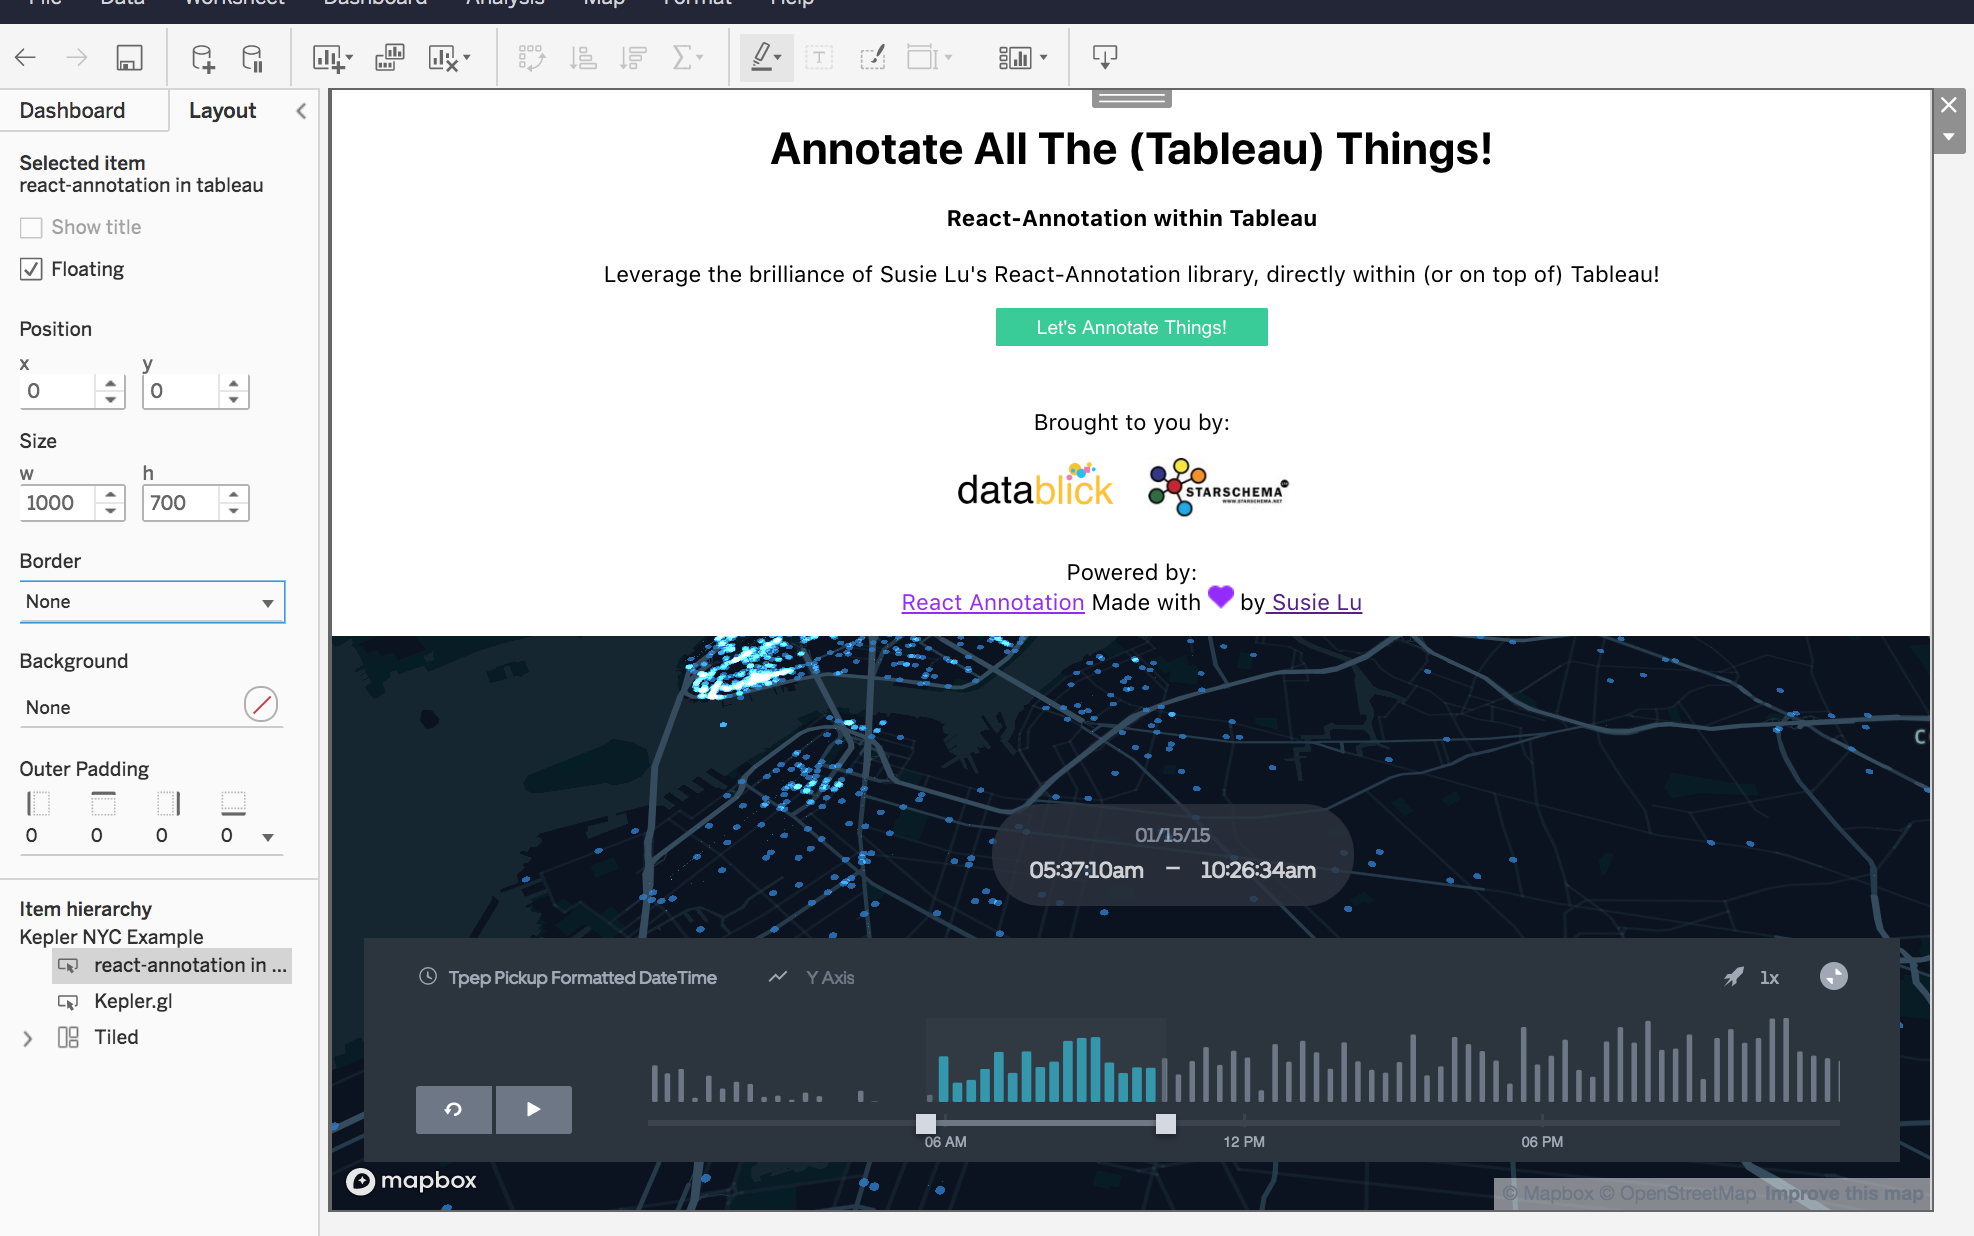 File Data Worksheet Dashboard Analysis Map Format Help
Dashboard Layout
Selected item
react-annotation in tableau
Show title
Floating
Position
x y
0 0
Size
w h
1000 700
Border
None
Background
None
Outer Padding
0 0 0 0
Item hierarchy
Kepler NYC Example
react-annotation in ...
Kepler.gl
Tiled
Annotate All The (Tableau) Things!
React-Annotation within Tableau
Leverage the brilliance of Susie Lu's React-Annotation library, directly within (or on top of) Tableau!
Let's Annotate Things!
Brought to you by:
datablick STARSCHEMA
WWW.STARSCHEMA.NET
Powered by:
React Annotation Made with 💜 by Susie Lu
C
01/15/15
05:37:10am – 10:26:34am
Tpep Pickup Formatted DateTime Y Axis 1x
06 AM 12 PM 06 PM
mapbox
© Mapbox © OpenStreetMap Improve this map